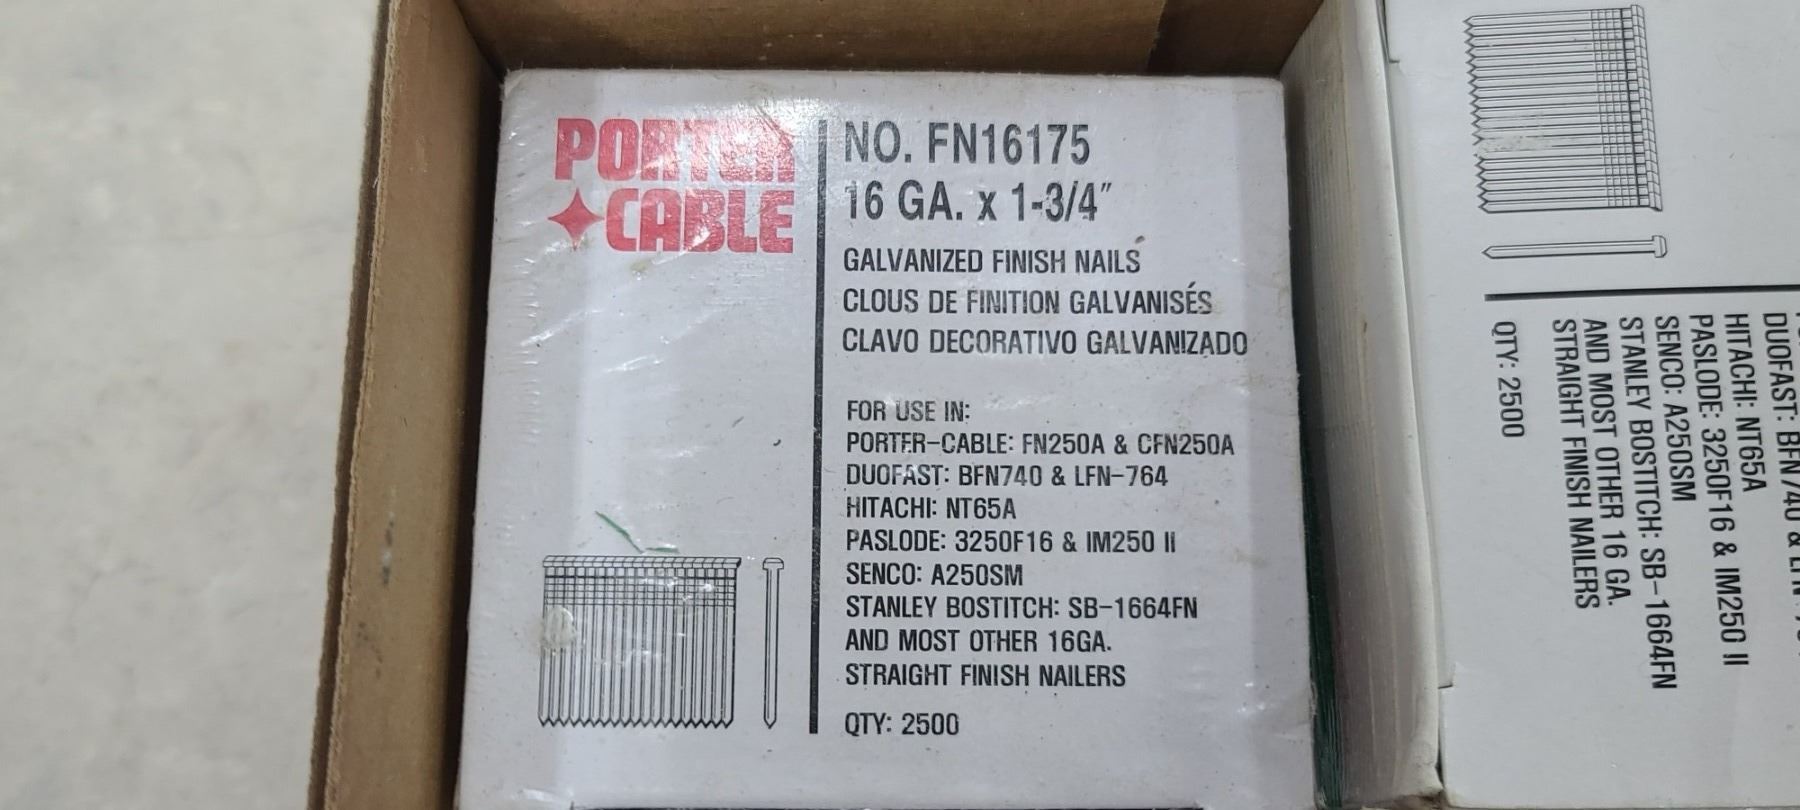 PORTER
CABLE
NO. FN16175
16 GA. x 1-3/4"
GALVANIZED FINISH NAILS
CLOUS DE FINITION GALVANISÉS
CLAVO DECORATIVO GALVANIZADO
FOR USE IN:
PORTER-CABLE: FN250A & CFN250A
DUOFAST: BFN740 & LFN-764
HITACHI: NT65A
PASLODE: 3250F16 & IM250 II
SENCO: A250SM
STANLEY BOSTITCH: SB-1664FN
AND MOST OTHER 16GA.
STRAIGHT FINISH NAILERS
QTY: 2500
DUOFAST: BFN740 &
HITACHI: NT65A
PASLODE: 3250F16 & IM250 II
SENCO: A250SM
STANLEY BOSTITCH: SB-1664FN
AND MOST OTHER 16 GA.
STRAIGHT FINISH NAILERS
QTY: 2500